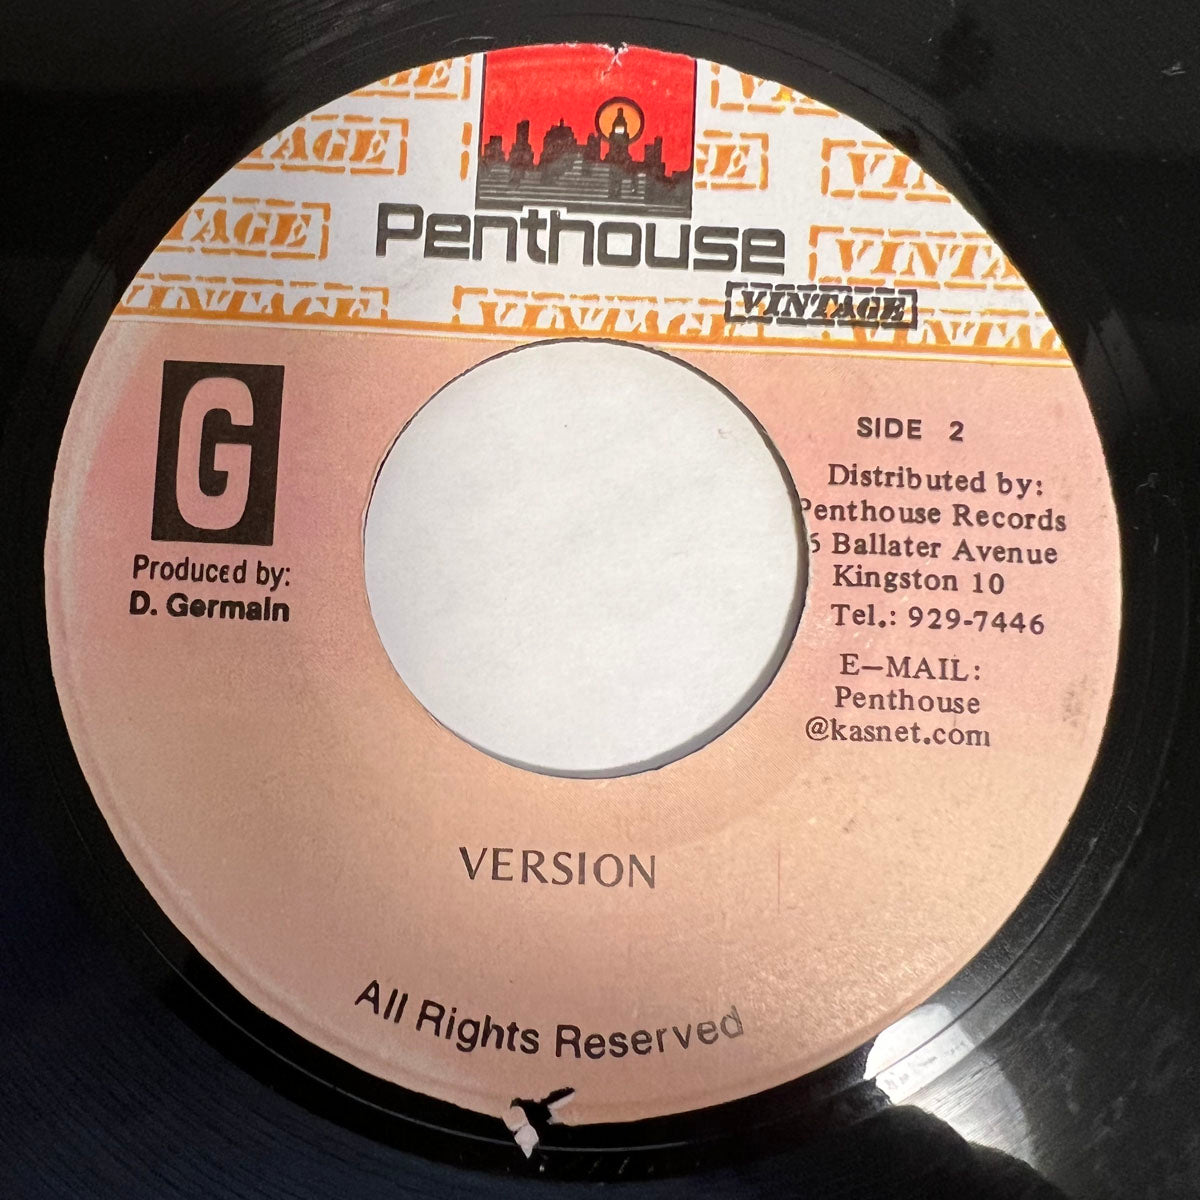 Penthouse
VINTAGE
G
Produced by:
D. Germain
SIDE 2
Distributed by:
Penthouse Records
6 Ballater Avenue
Kingston 10
Tel.: 929-7446
E-MAIL:
Penthouse
@kasnet.com
VERSION
All Rights Reserved